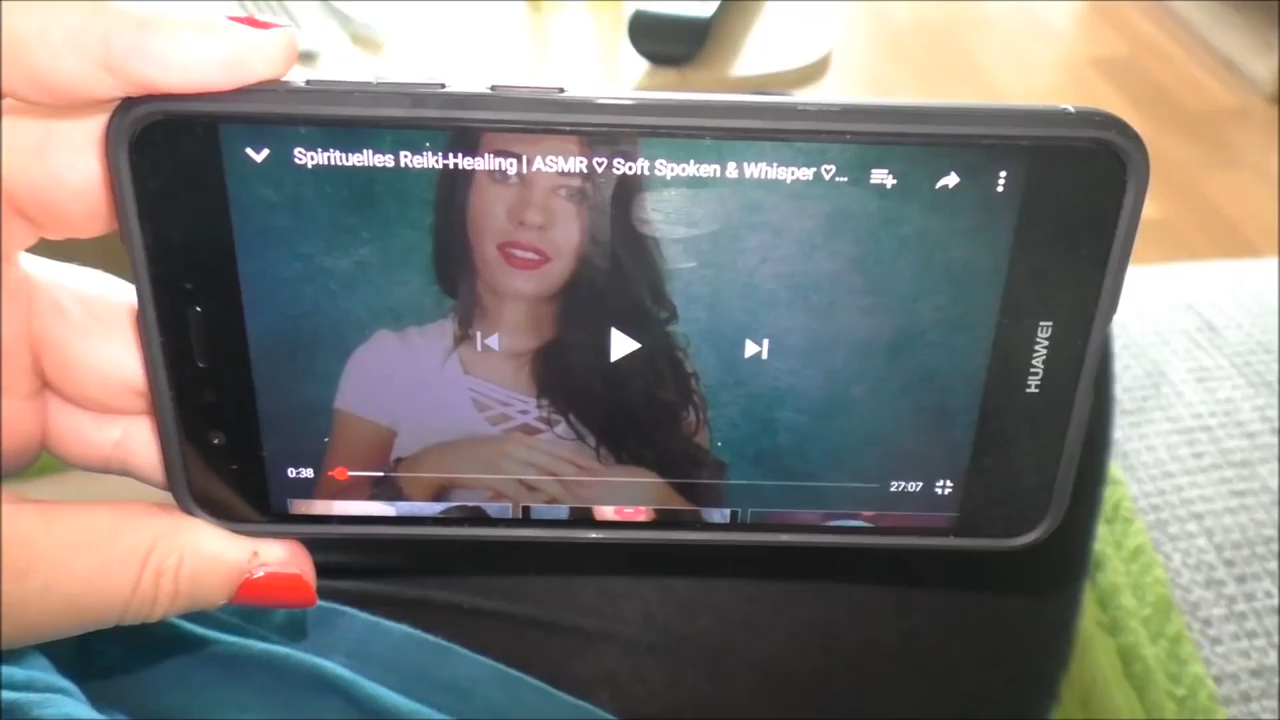 Spirituelles Reiki-Healing | ASMR ♡ Soft Spoken & Whisper ♡...
HUAWEI
0:38
27:07